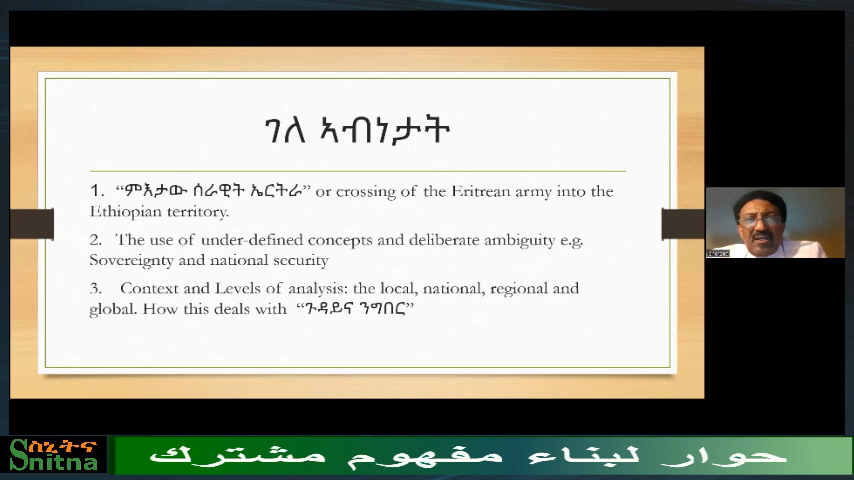 ገለ ኣብነታት
1. “ምእታው ሰራዊት ኤርትራ” or crossing of the Eritrean army into the
Ethiopian territory.
2. The use of under-defined concepts and deliberate ambiguity e.g.
Sovereignty and national security
3. Context and Levels of analysis: the local, national, regional and
global. How this deals with “ጉዳይና ንግበር”
ስኒትና
Snitna
حوار لبناء مفهوم مشترك